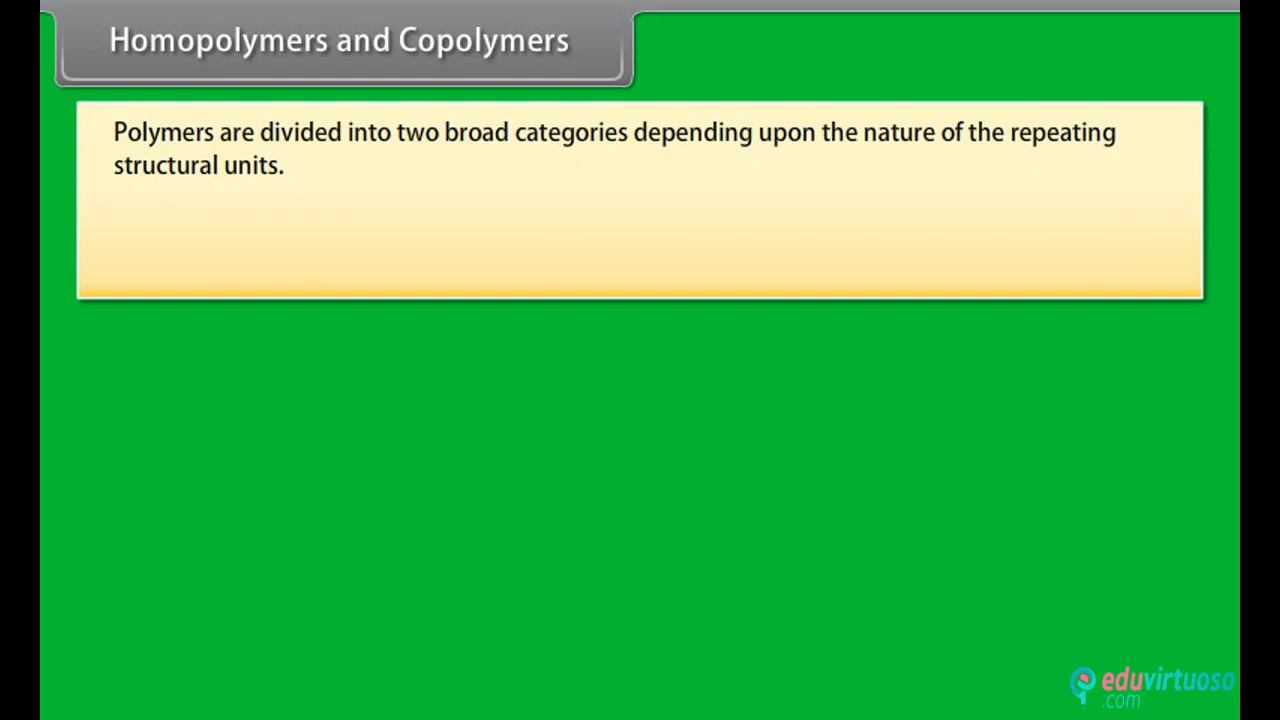 Homopolymers and Copolymers
Polymers are divided into two broad categories depending upon the nature of the repeating
structural units.
eduvirtuoso
.com